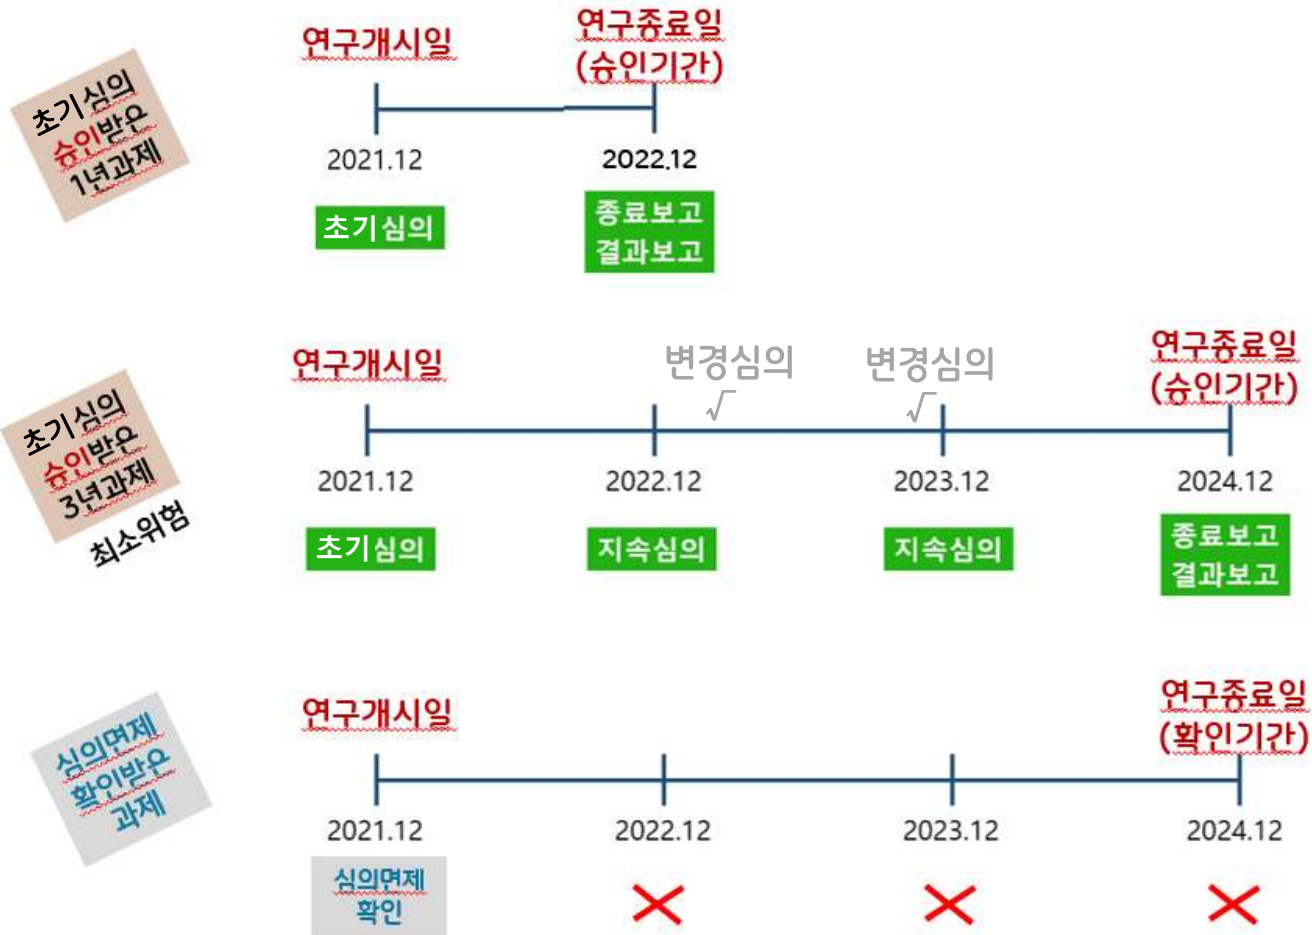 초기심의
승인받은
1년과제
연구개시일
연구종료일
(승인기간)
2021.12
2022.12
초기심의
종료보고
결과보고
초기심의
승인받은
3년과제
최소위험
연구개시일
변경심의
√
변경심의
√
연구종료일
(승인기간)
2021.12
2022.12
2023.12
2024.12
초기심의
지속심의
지속심의
종료보고
결과보고
심의면제
확인받은
과제
연구개시일
연구종료일
(확인기간)
2021.12
2022.12
2023.12
2024.12
심의면제
확인